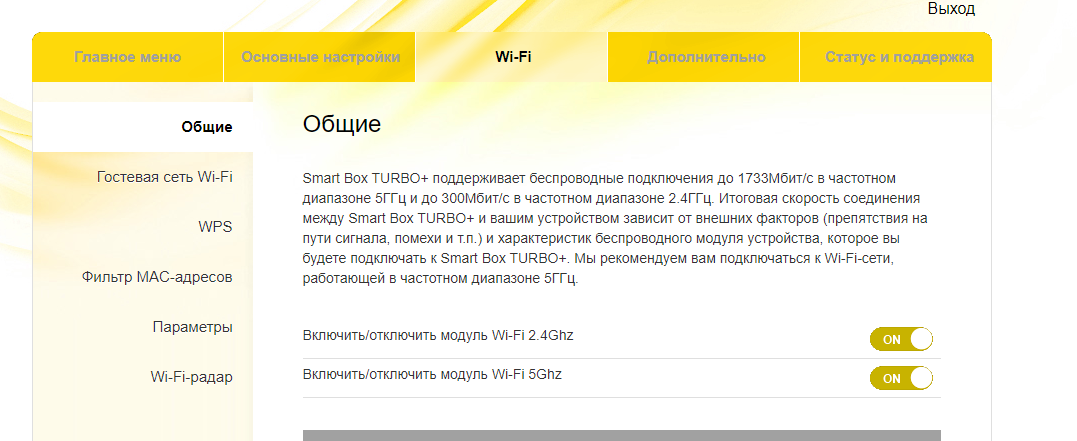 Выход
Главное меню
Основные настройки
Wi-Fi
Дополнительно
Статус и поддержка
Общие
Гостевая сеть Wi-Fi
WPS
Фильтр MAC-адресов
Параметры
Wi-Fi-радар
Общие
Smart Box TURBO+ поддерживает беспроводные подключения до 1733Мбит/с в частотном
диапазоне 5ГГц и до 300Мбит/с в частотном диапазоне 2.4ГГц. Итоговая скорость соединения
между Smart Box TURBO+ и вашим устройством зависит от внешних факторов (препятствия на
пути сигнала, помехи и т.п.) и характеристик беспроводного модуля устройства, которое вы
будете подключать к Smart Box TURBO+. Мы рекомендуем вам подключаться к Wi-Fi-сети,
работающей в частотном диапазоне 5ГГц.
Включить/отключить модуль Wi-Fi 2.4Ghz
ON
Включить/отключить модуль Wi-Fi 5Ghz
ON